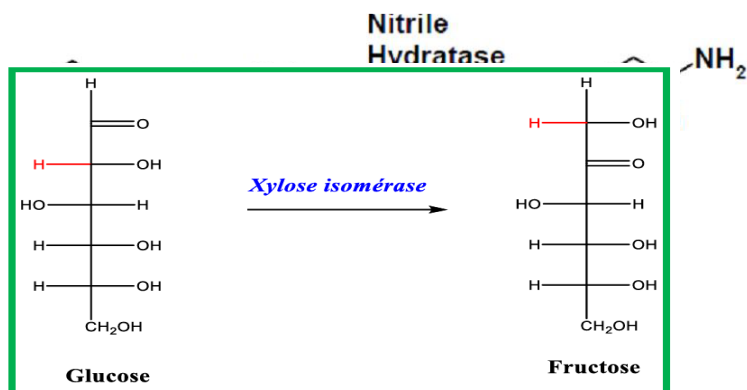 Nitrile
Hydratase
NH2
H
H
O
H
OH
H
OH
O
HO
H
HO
H
H
OH
H
OH
H
OH
H
OH
CH2OH
CH2OH
Xylose isomérase
Glucose
Fructose